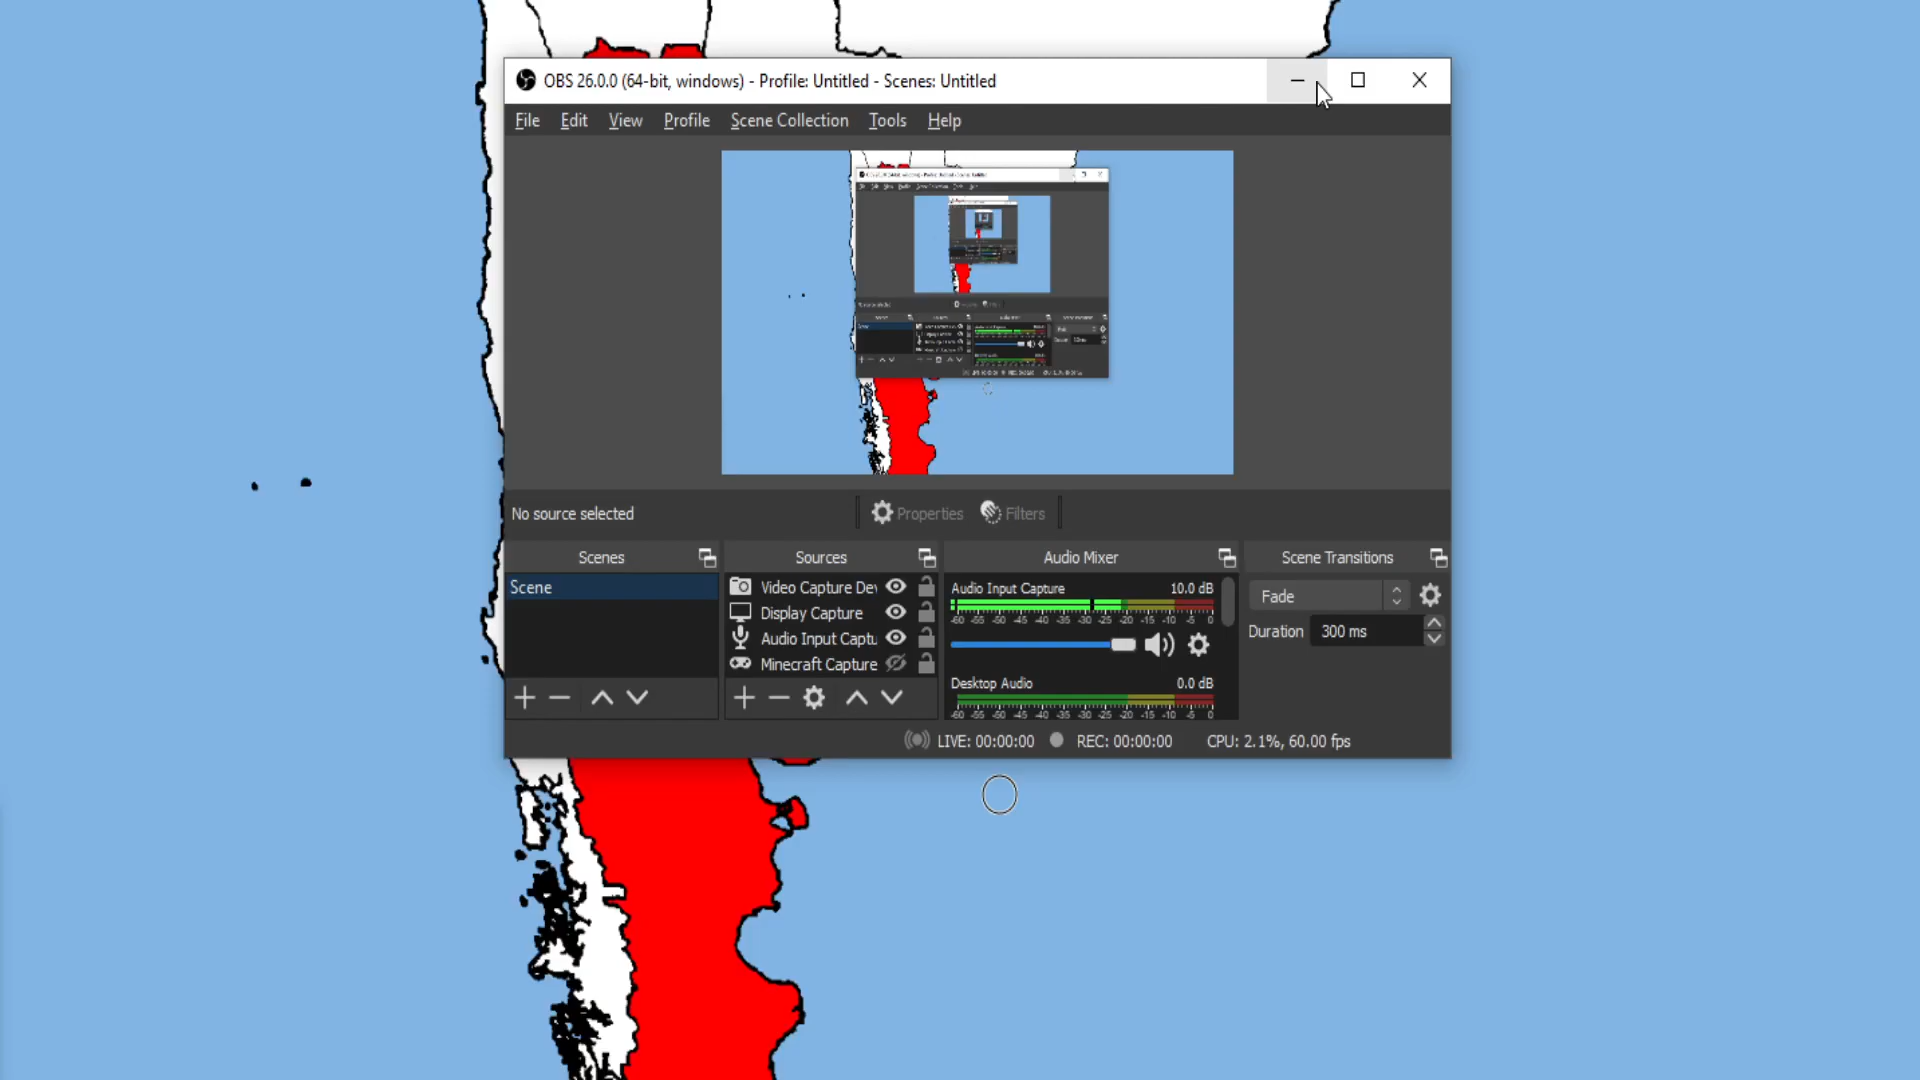 OBS 26.0.0 (64-bit, windows) - Profile: Untitled - Scenes: Untitled
File Edit View Profile Scene Collection Tools Help
No source selected
Properties Filters
Scenes
Sources
Audio Mixer
Scene Transitions
Scene
Video Capture Dev
Display Capture
Audio Input Captu
Minecraft Capture
Audio Input Capture 10.0 dB
-60 -55 -50 -45 -40 -35 -30 -25 -20 -15 -10 -5 0
Desktop Audio 0.0 dB
-60 -55 -50 -45 -40 -35 -30 -25 -20 -15 -10 -5 0
Fade
Duration 300 ms
LIVE: 00:00:00 REC: 00:00:00 CPU: 2.1%, 60.00 fps